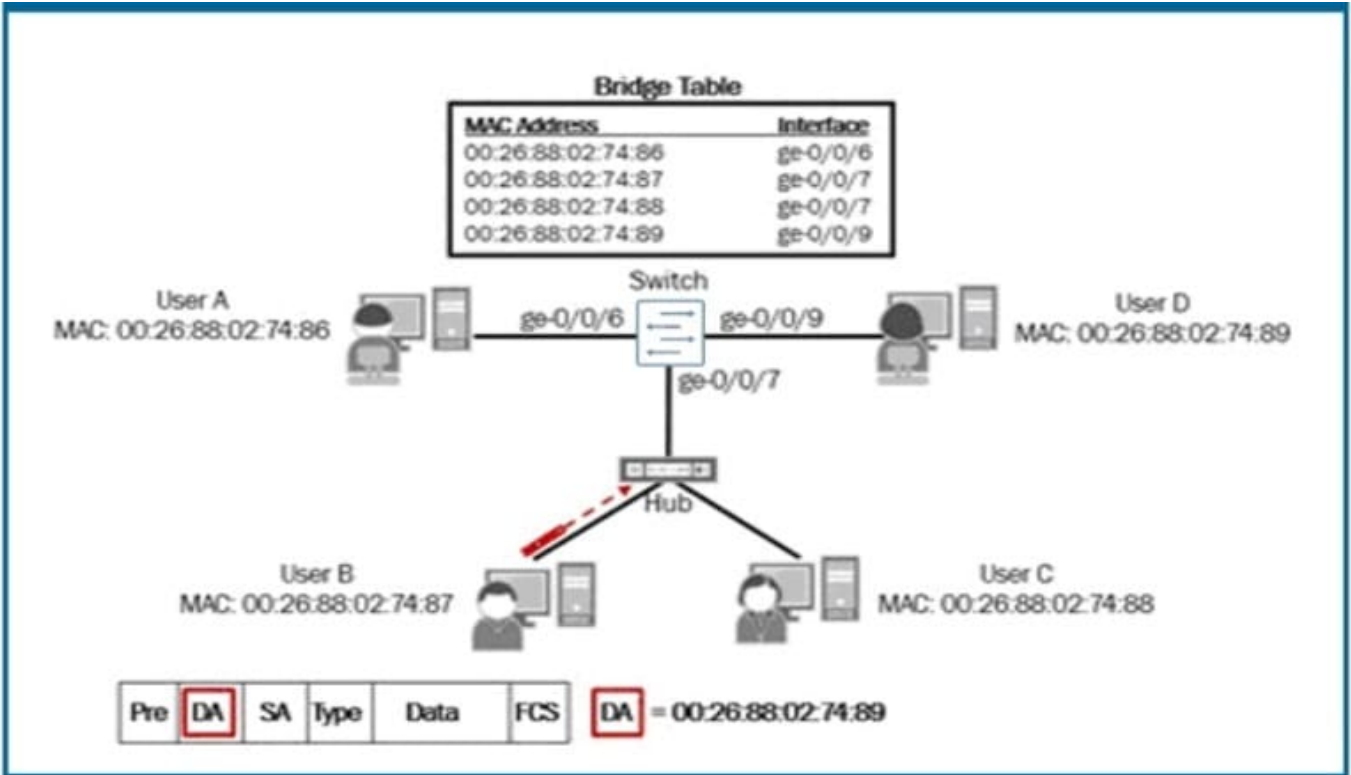 Bridge Table
MAC Address Interface
00:26:88:02:74:86 ge-0/0/6
00:26:88:02:74:87 ge-0/0/7
00:26:88:02:74:88 ge-0/0/7
00:26:88:02:74:89 ge-0/0/9
Switch
User A
MAC: 00:26:88:02:74:86
ge-0/0/6
ge-0/0/9
User D
MAC: 00:26:88:02:74:89
ge-0/0/7
Hub
User B
MAC: 00:26:88:02:74:87
User C
MAC: 00:26:88:02:74:88
Pre DA SA Type Data FCS DA = 00:26:88:02:74:89